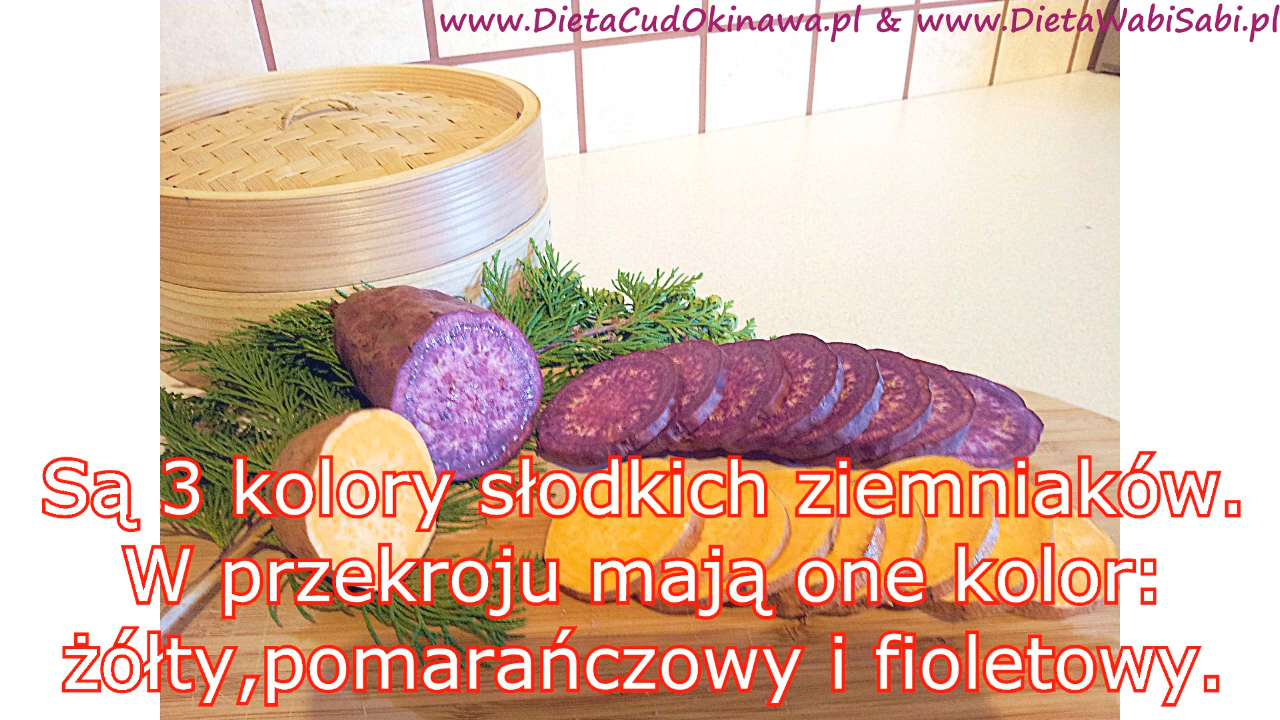 www.DietaCudOkinawa.pl & www.DietaWabiSabi.pl
Są 3 kolory słodkich ziemniaków.
W przekroju mają one kolor:
żółty,pomarańczowy i fioletowy.